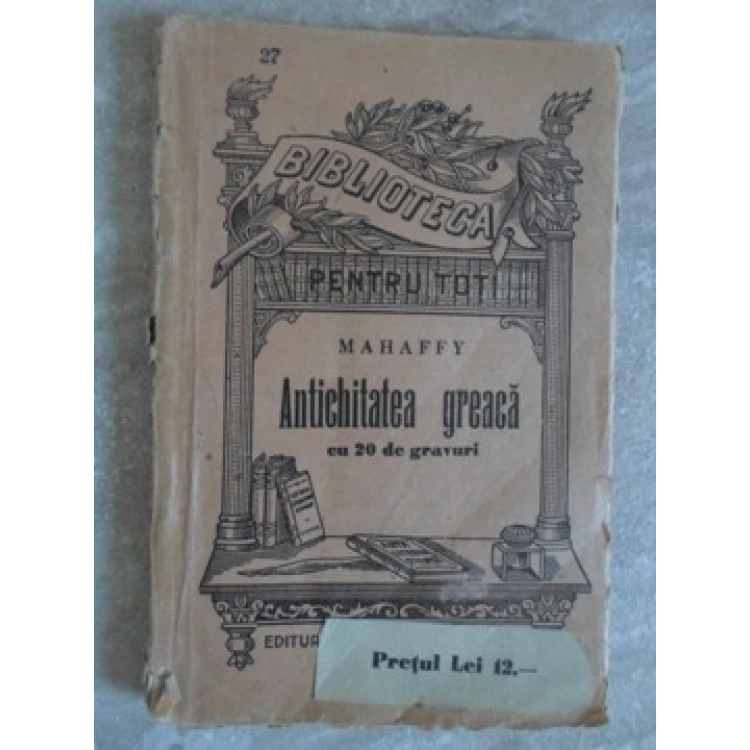 27
BIBLIOTECA
PENTRU TOTI
MAHAFFY
Antichitatea greacă
cu 20 de gravuri
EDITUR
Prețul Lei 12.—